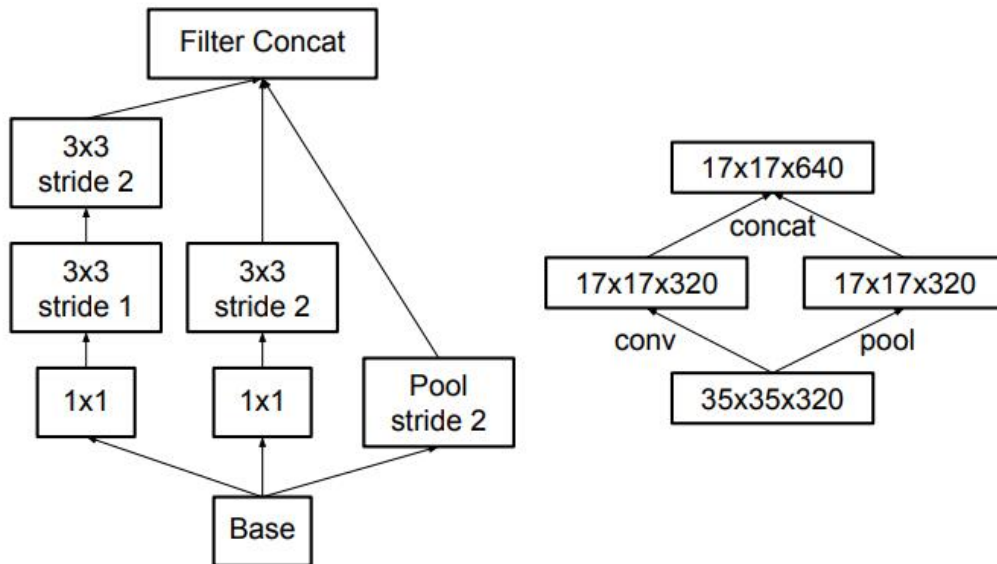 Filter Concat
3x3
stride 2
3x3
stride 1
3x3
stride 2
1x1
1x1
Pool
stride 2
Base
17x17x640
concat
17x17x320
17x17x320
conv
pool
35x35x320